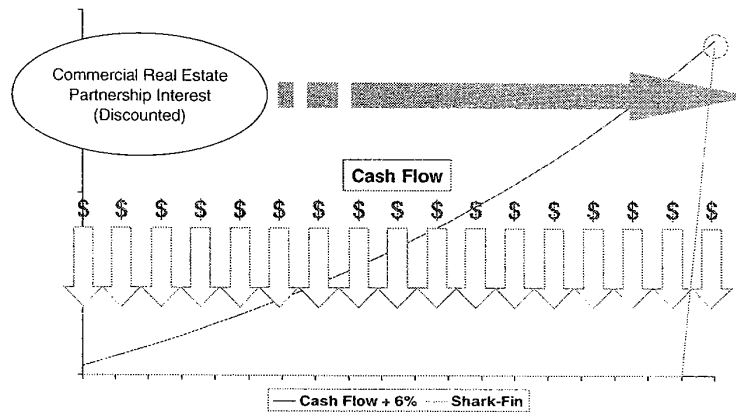 Commercial Real Estate
Partnership Interest
(Discounted)
Cash Flow
$ $ $ $ $ $ $ $ $ $ $ $ $ $ $ $ $
Cash Flow + 6% Shark-Fin